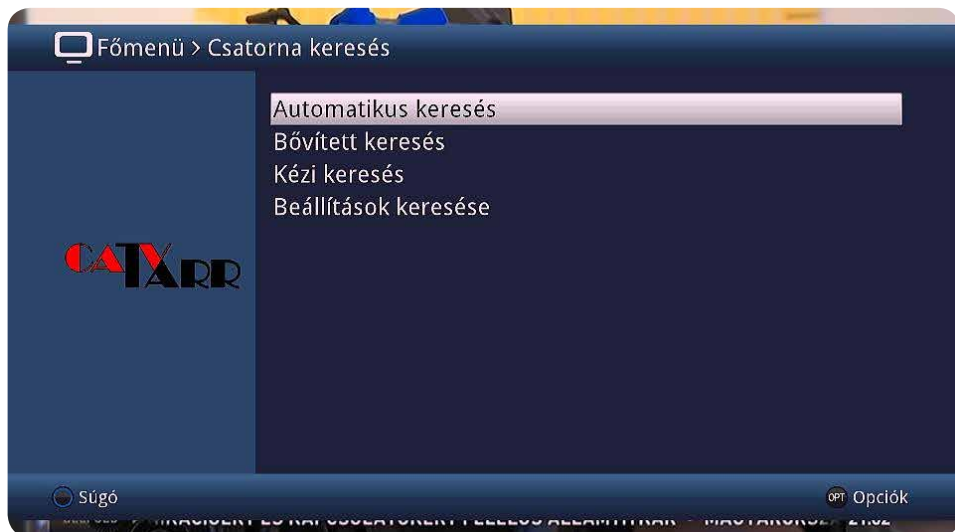 Főmenü > Csatorna keresés
Automatikus keresés
Bővített keresés
Kézi keresés
Beállítások keresése
CATV
TARR
Súgó
OPT Opciók